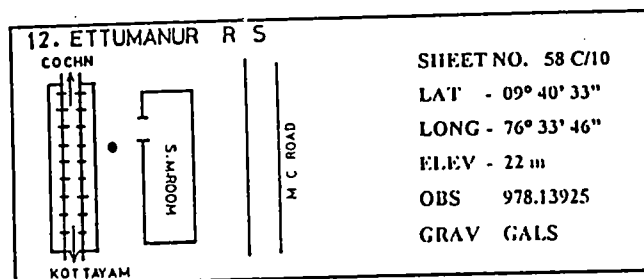 12. ETTUMANUR R S
COCHN
S.M.ROOM
M C ROAD
KOTTAYAM
SHEET NO. 58 C/10
LAT - 09° 40' 33"
LONG - 76° 33' 46"
ELEV - 22 m
OBS 978.13925
GRAV GALS